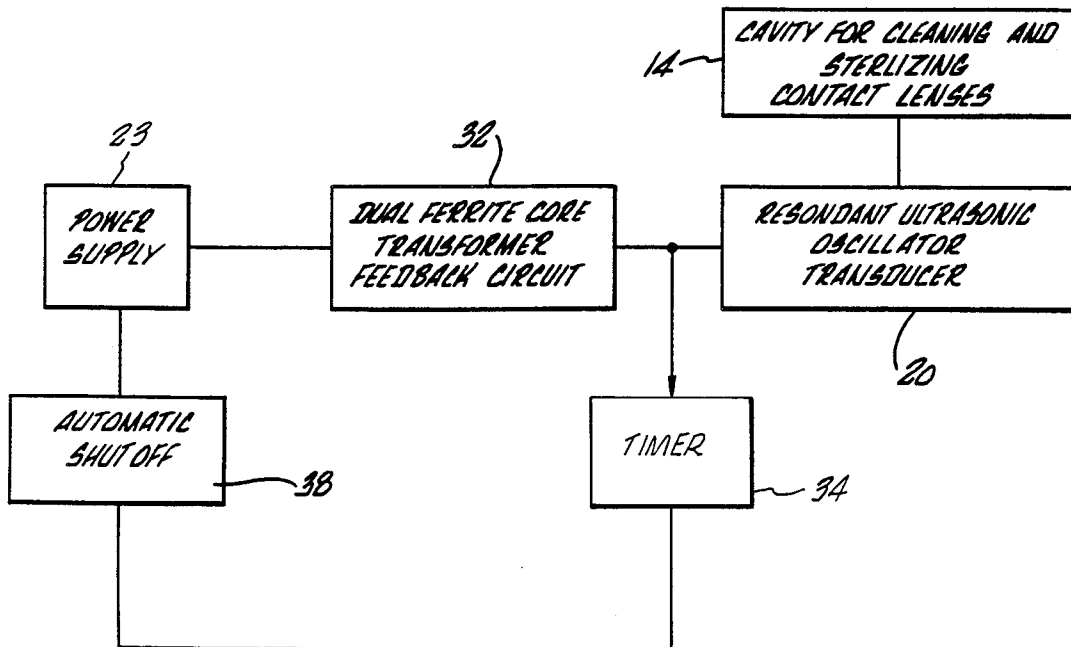 CAVITY FOR CLEANING AND
STERLIZING
CONTACT LENSES
14
23
32
POWER
SUPPLY
DUAL FERRITE CORE
TRANSFORMER
FEEDBACK CIRCUIT
RESONDANT ULTRASONIC
OSCILLATOR
TRANSDUCER
20
AUTOMATIC
SHUT OFF
38
TIMER
34